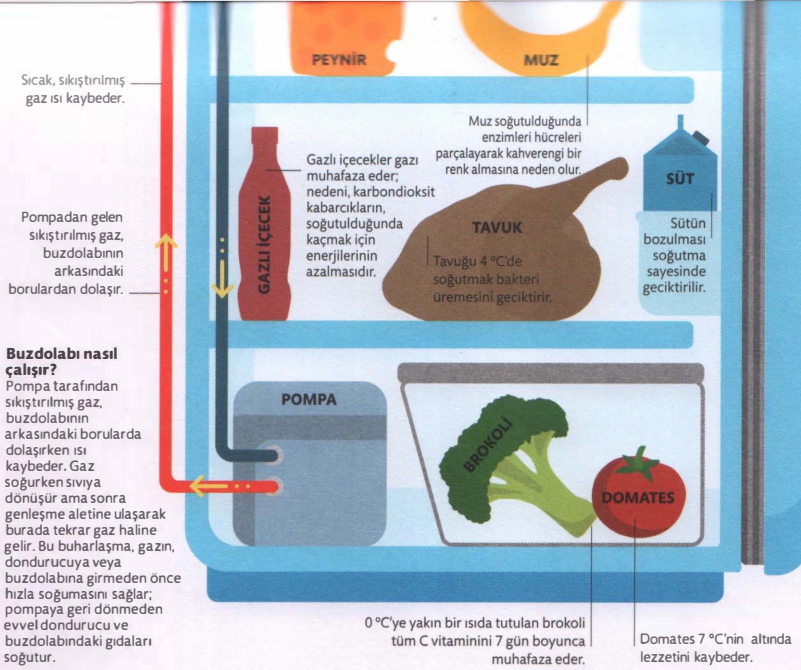 PEYNİR
MUZ
Sıcak, sıkıştırılmış
gaz ısı kaybeder.
Muz soğutulduğunda
enzimleri hücreleri
parçalayarak kahverengi bir
renk almasına neden olur.
Gazlı içecekler gazı
muhafaza eder;
nedeni, karbondioksit
kabarcıkların,
soğutulduğunda
kaçmak için
enerjilerinin
azalmasıdır.
GAZLI İÇECEK
TAVUK
Tavuğu 4 °C'de
soğutmak bakteri
üremesini geciktirir.
SÜT
Sütün
bozulması
soğutma
sayesinde
geciktirilir.
Pompadan gelen
sıkıştırılmış gaz,
buzdolabının
arkasındaki
borulardan dolaşır.
Buzdolabı nasıl
çalışır?
Pompa tarafından
sıkıştırılmış gaz,
buzdolabının
arkasındaki borularda
dolaşırken ısı
kaybeder. Gaz
soğurken sıvıya
dönüşür ama sonra
genleşme aletine ulaşarak
burada tekrar gaz haline
gelir. Bu buharlaşma, gazın,
dondurucuya veya
buzdolabına girmeden önce
hızla soğumasını sağlar;
pompaya geri dönmeden
evvel dondurucu ve
buzdolabındaki gıdaları
soğutur.
POMPA
BROKOLİ
DOMATES
0 °C'ye yakın bir ısıda tutulan brokoli
tüm C vitaminini 7 gün boyunca
muhafaza eder.
Domates 7 °C'nin altında
lezzetini kaybeder.